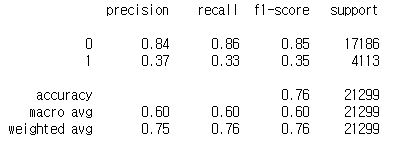 precision recall f1-score support
0 0.84 0.86 0.85 17186
1 0.37 0.33 0.35 4113
accuracy 0.76 21299
macro avg 0.60 0.60 0.60 21299
weighted avg 0.75 0.76 0.76 21299